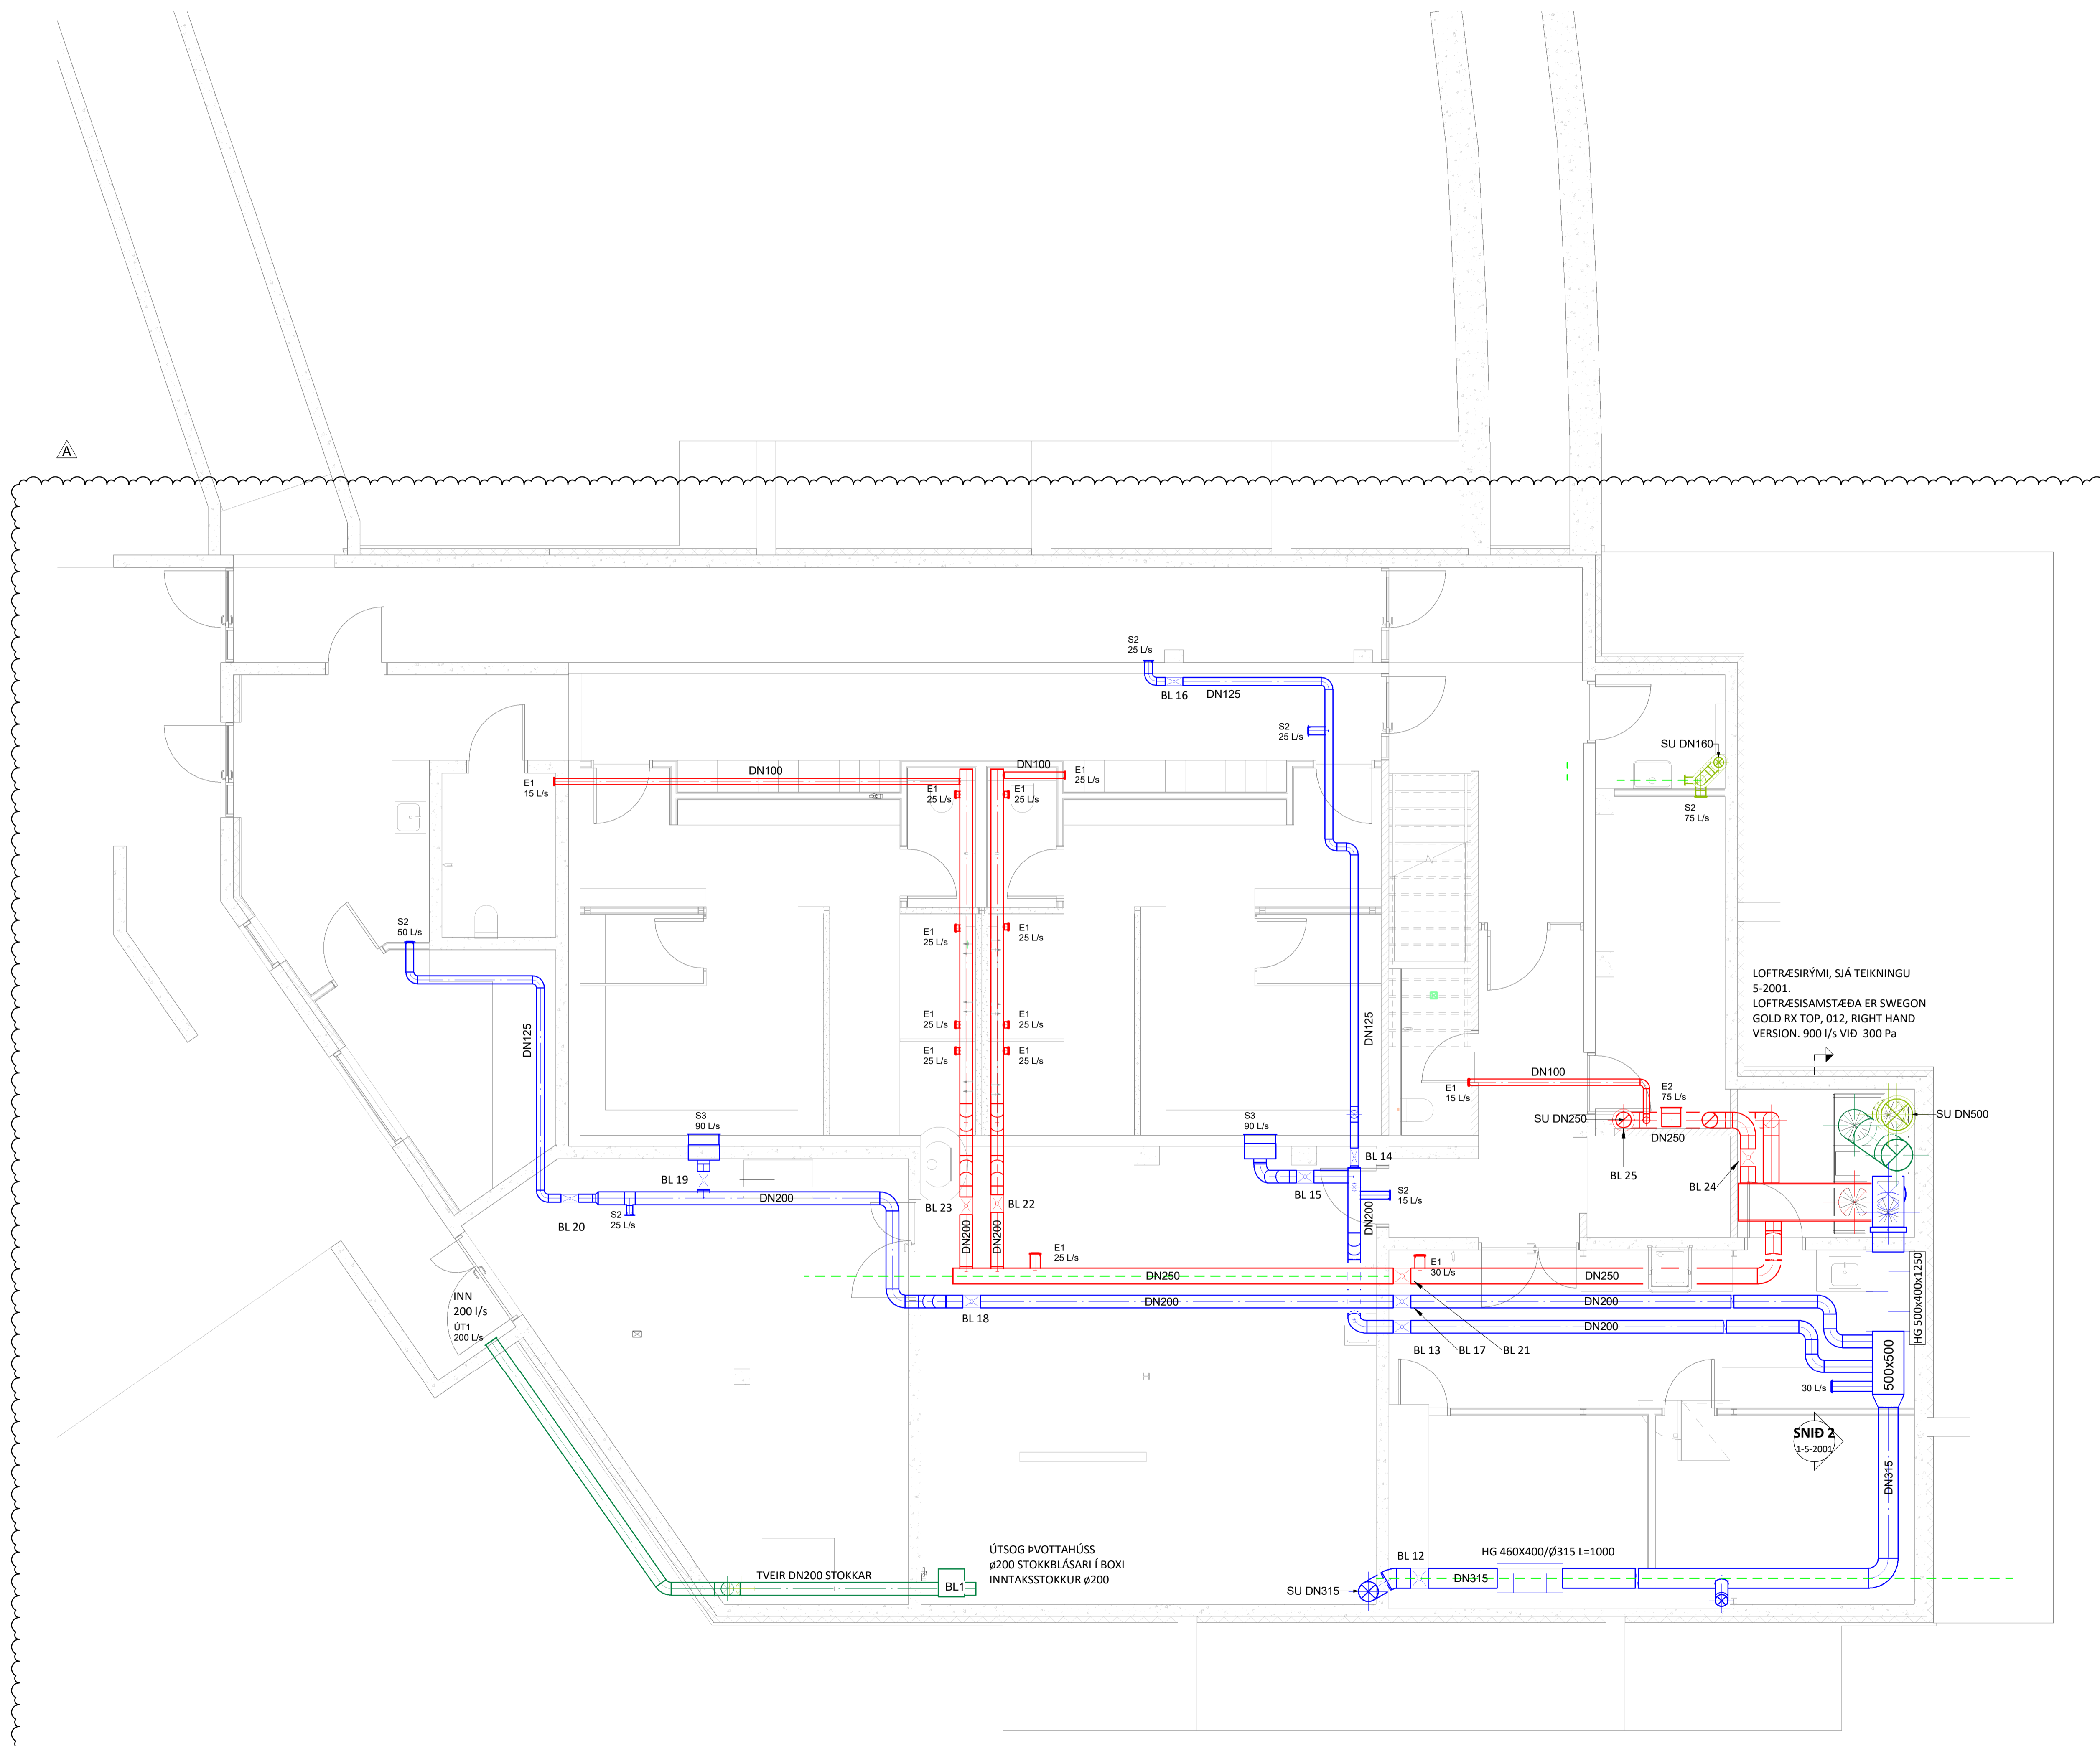 A
S2
25 L/s
BL 16
DN125
S2
25 L/s
SU DN160
S2
75 L/s
DN100
E1
15 L/s
DN100
E1
25 L/s
E1
25 L/s
E1
25 L/s
S2
50 L/s
E1
25 L/s
E1
25 L/s
LOFTRÆSIRÝMI, SJÁ TEIKNINGU
5-2001.
LOFTRÆSISAMSTÆÐA ER SWEGON
GOLD RX TOP, 012, RIGHT HAND
VERSION. 900 l/s VIÐ 300 Pa
DN125
E1
25 L/s
E1
25 L/s
E1
25 L/s
E1
25 L/s
DN125
DN100
E1
15 L/s
E2
75 L/s
SU DN250
DN250
SU DN500
S3
90 L/s
S3
90 L/s
BL 14
BL 25
BL 24
BL 19
BL 15
DN200
S2
15 L/s
DN200
BL 20
S2
25 L/s
BL 23
BL 22
DN200
DN200
E1
25 L/s
E1
30 L/s
DN250
DN250
HG 500x400x1250
INN
200 l/s
ÚT1
200 L/s
DN200
DN200
BL 18
DN200
BL 13
BL 17
BL 21
500x500
30 L/s
SNIÐ 2
1-5-2001
DN315
ÚTSOG ÞVOTTAHÚSS
ø200 STOKKBLÁSARI Í BOXI
INNTAKSSTOKKUR ø200
BL 12
HG 460X400/Ø315 L=1000
TVEIR DN200 STOKKAR
BL1
SU DN315
DN315